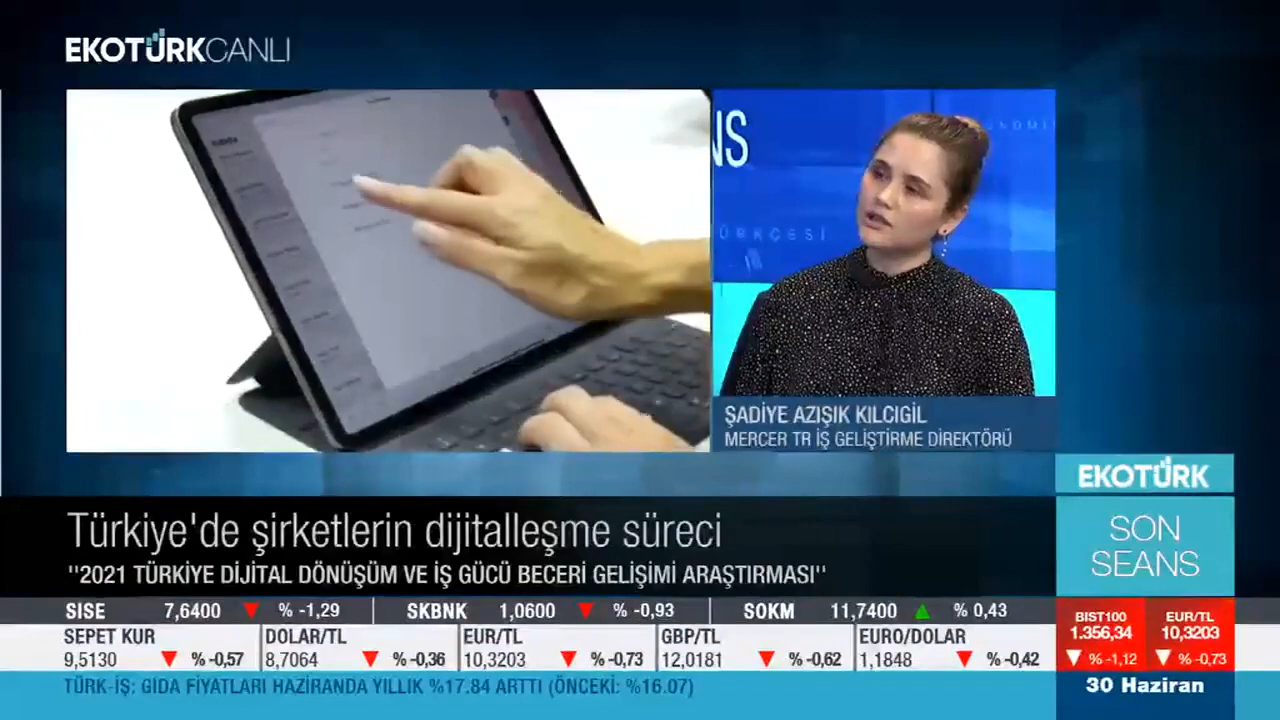 EKOTÜRKCANLI
NS
NOMİ
ÜRKÇESİ
ŞADİYE AZIŞIK KILCIGİL
MERCER TR İŞ GELİŞTİRME DİREKTÖRÜ
EKOTÜRK
SON
SEANS
Türkiye'de şirketlerin dijitalleşme süreci
"2021 TÜRKİYE DİJİTAL DÖNÜŞÜM VE İŞ GÜCÜ BECERİ GELİŞİMİ ARAŞTIRMASI"
SISE 7,6400 % -1,29 SKBNK 1,0600 % -0,93 SOKM 11,7400 % 0,43
SEPET KUR DOLAR/TL EUR/TL GBP/TL EURO/DOLAR
9,5130 % -0,57 8,7064 % -0,36 10,3203 % -0,73 12,0181 % -0,62 1,1848 % -0,42
BIST100 EUR/TL
1.356,34 10,3203
% -1,12 % -0,73
TÜRK-İŞ: GIDA FİYATLARI HAZİRANDA YILLIK %17.84 ARTTI (ÖNCEKİ: %16.07)
30 Haziran